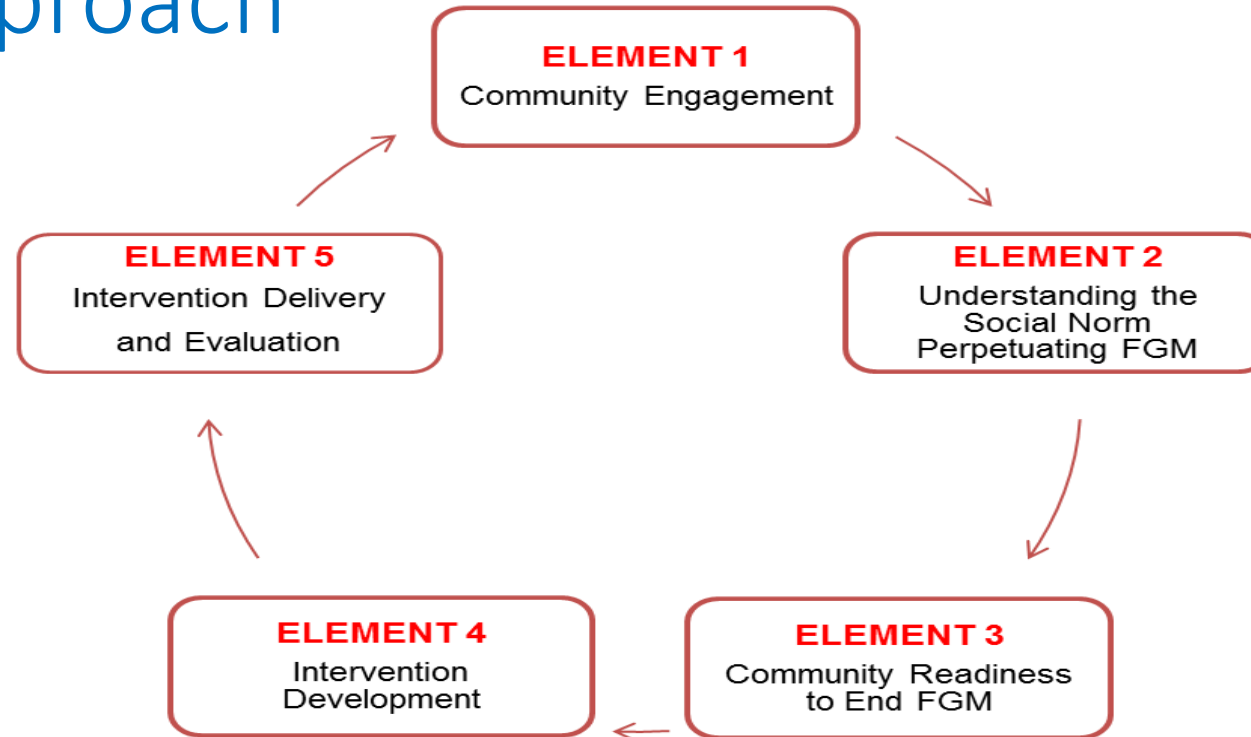 proach
ELEMENT 1
Community Engagement
ELEMENT 2
Understanding the
Social Norm
Perpetuating FGM
ELEMENT 3
Community Readiness
to End FGM
ELEMENT 4
Intervention
Development
ELEMENT 5
Intervention Delivery
and Evaluation